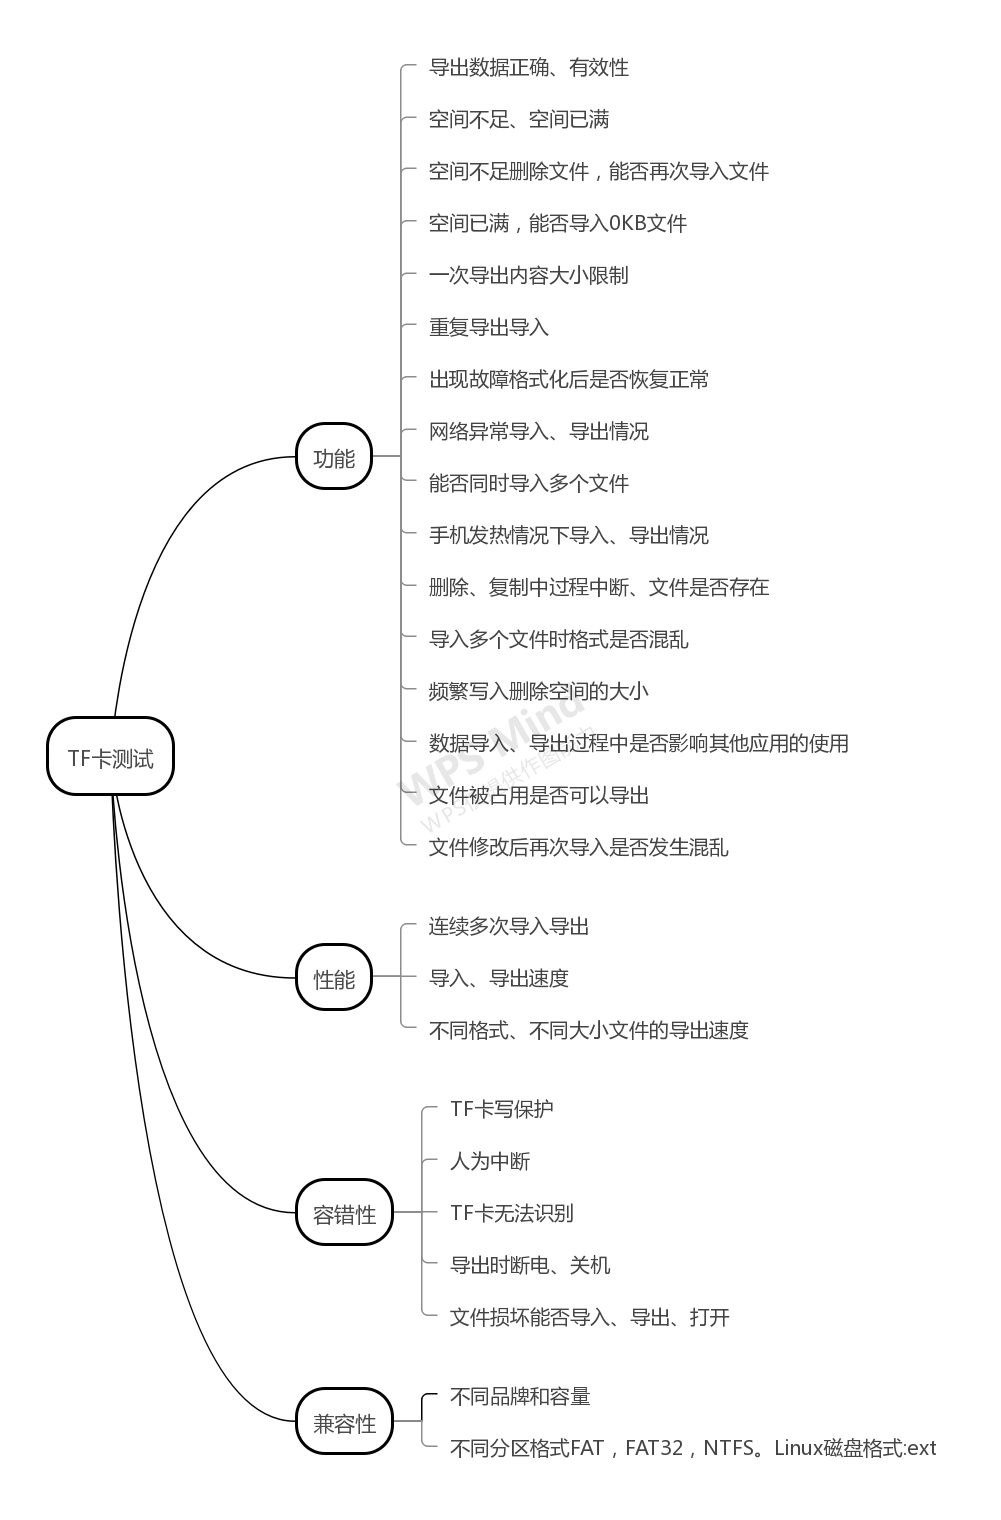 导出数据正确、有效性
空间不足、空间已满
空间不足删除文件，能否再次导入文件
空间已满，能否导入0KB文件
一次导出内容大小限制
重复导出导入
出现故障格式化后是否恢复正常
网络异常导入、导出情况
功能
能否同时导入多个文件
手机发热情况下导入、导出情况
删除、复制中过程中断、文件是否存在
导入多个文件时格式是否混乱
频繁写入删除空间的大小
TF卡测试
数据导入、导出过程中是否影响其他应用的使用
文件被占用是否可以导出
文件修改后再次导入是否发生混乱
WPS Mind
连续多次导入导出
性能
导入、导出速度
不同格式、不同大小文件的导出速度
TF卡写保护
人为中断
容错性
TF卡无法识别
导出时断电、关机
文件损坏能否导入、导出、打开
兼容性
不同品牌和容量
不同分区格式FAT，FAT32，NTFS。Linux磁盘格式:ext